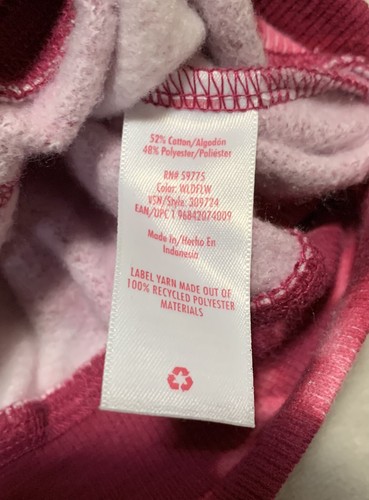 52% Cotton/Algodón
48% Polyester/Poliéster
RN# 59775
Color: WLDFLW
VSN/Style: 309724
EAN/UPC 1 96842074009
Made In/Hecho En
Indonesia
LABEL YARN MADE OUT OF
100% RECYCLED POLYESTER
MATERIALS